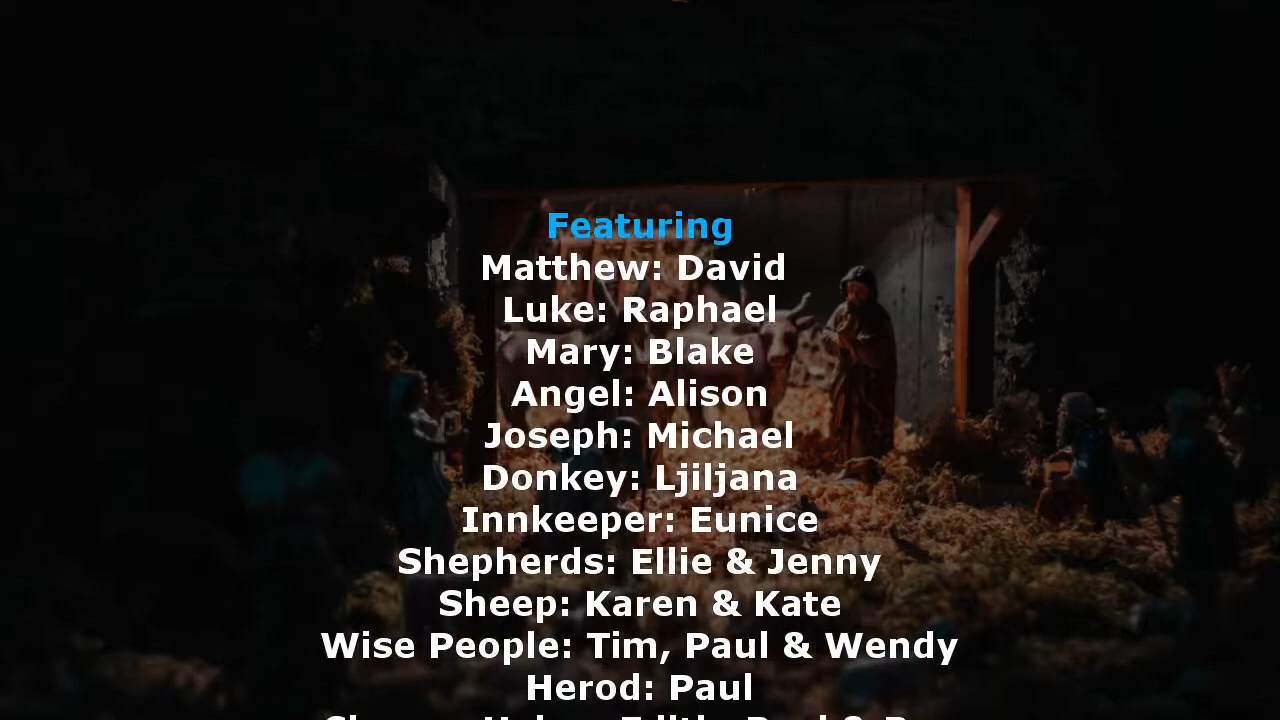 Featuring
Matthew: David
Luke: Raphael
Mary: Blake
Angel: Alison
Joseph: Michael
Donkey: Ljiljana
Innkeeper: Eunice
Shepherds: Ellie & Jenny
Sheep: Karen & Kate
Wise People: Tim, Paul & Wendy
Herod: Paul